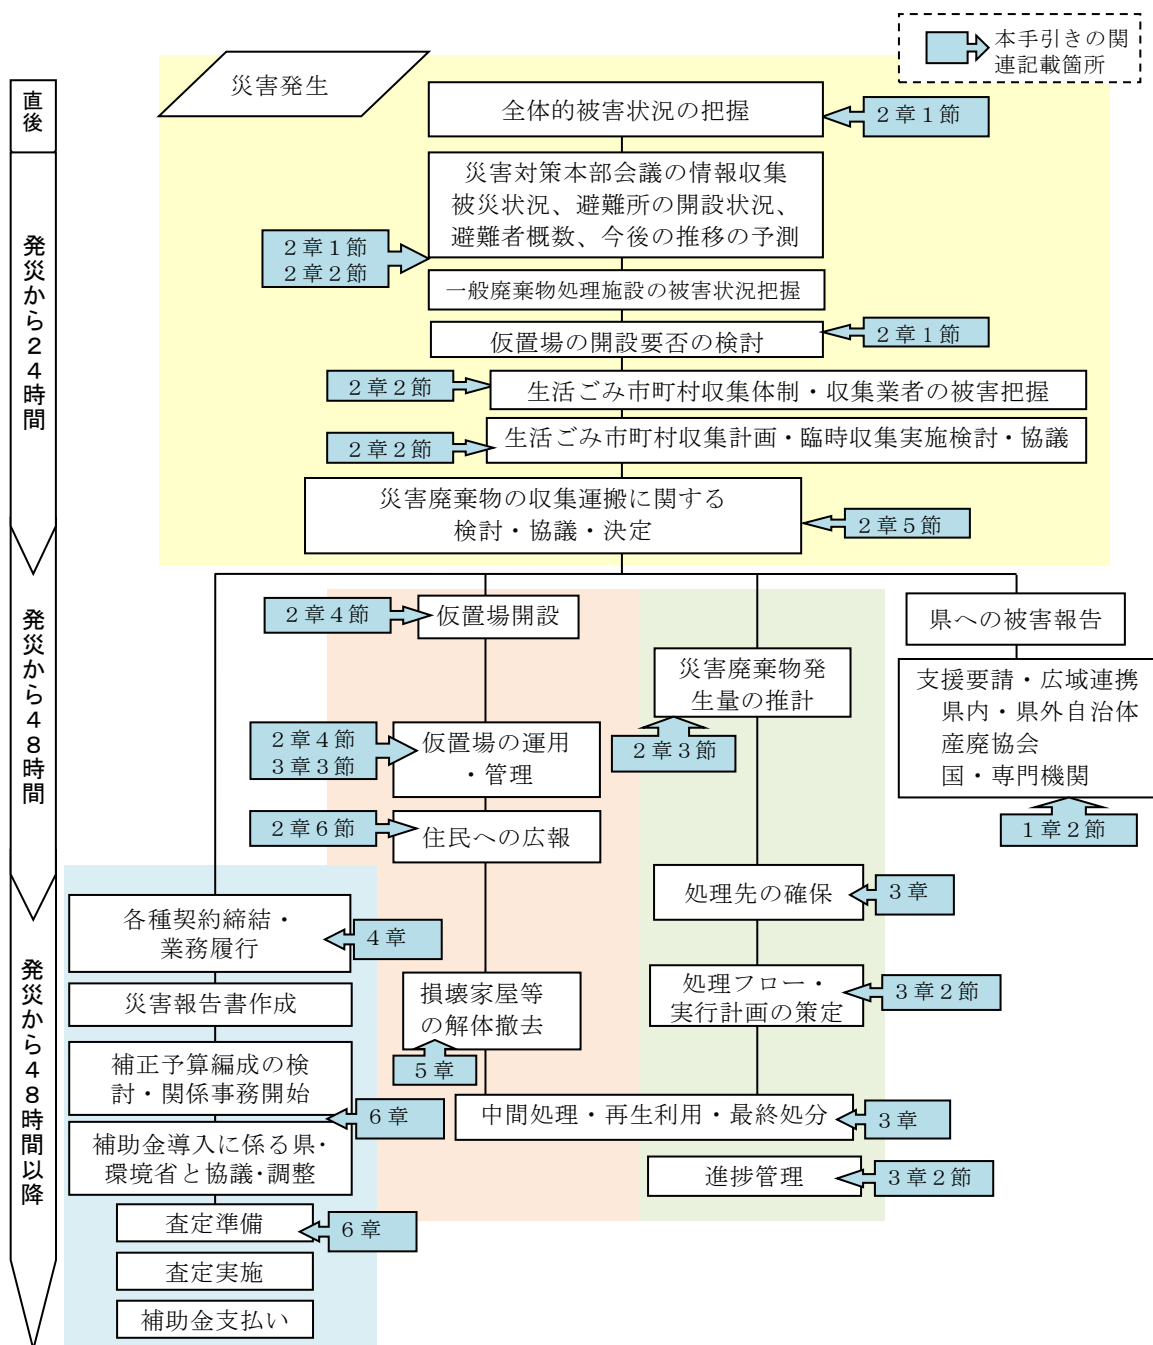 本手引きの関
連記載箇所
直後
災害発生
全体的被害状況の把握
2章1節
発災から24時間
災害対策本部会議の情報収集
被災状況、避難所の開設状況、
避難者概数、今後の推移の予測
2章1節
2章2節
一般廃棄物処理施設の被害状況把握
仮置場の開設要否の検討
2章1節
2章2節
生活ごみ市町村収集体制・収集業者の被害把握
2章2節
生活ごみ市町村収集計画・臨時収集実施検討・協議
災害廃棄物の収集運搬に関する
検討・協議・決定
2章5節
発災から48時間
2章4節
仮置場開設
県への被害報告
災害廃棄物発
生量の推計
2章3節
支援要請・広域連携
県内・県外自治体
産廃協会
国・専門機関
1章2節
2章4節
3章3節
仮置場の運用
・管理
2章6節
住民への広報
発災から48時間以降
各種契約締結・
業務履行
4章
処理先の確保
3章
災害報告書作成
損壊家屋等
の解体撤去
5章
処理フロー・
実行計画の策定
3章2節
補正予算編成の検
討・関係事務開始
6章
中間処理・再生利用・最終処分
3章
補助金導入に係る県・
環境省と協議・調整
進捗管理
3章2節
査定準備
6章
査定実施
補助金支払い